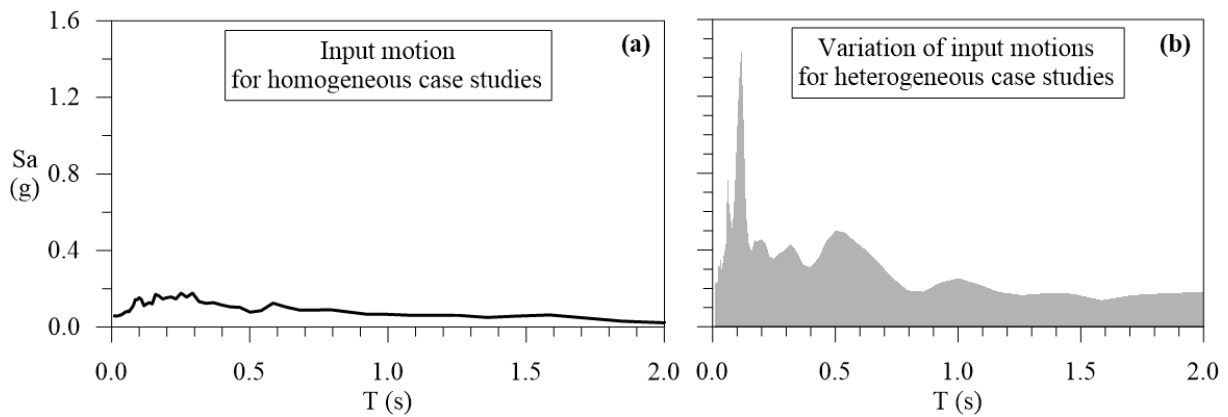 1.6
1.2
0.8
0.4
0.0
Sa
(g)
Input motion
for homogeneous case studies
(a)
0.0 0.5 1.0 1.5 2.0
T (s)
Variation of input motions
for heterogeneous case studies
(b)
0.0 0.5 1.0 1.5 2.0
T (s)